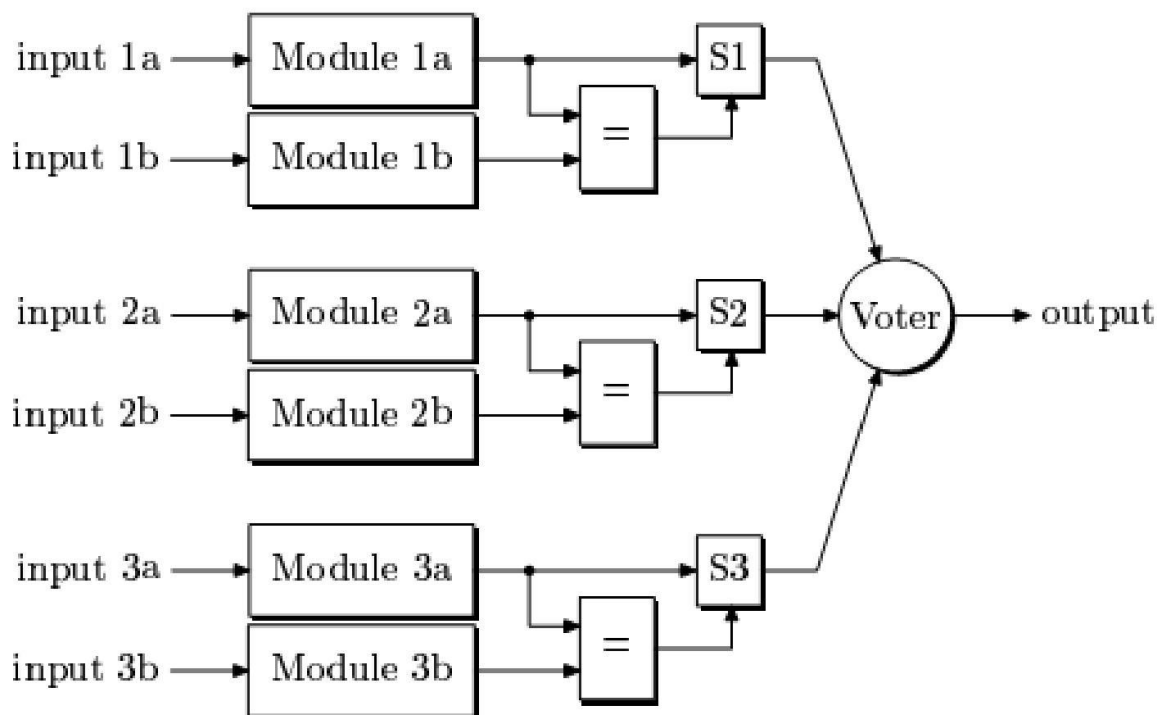 input 1a Module 1a S1
=
input 1b Module 1b
input 2a Module 2a S2 Voter output
=
input 2b Module 2b
input 3a Module 3a S3
=
input 3b Module 3b